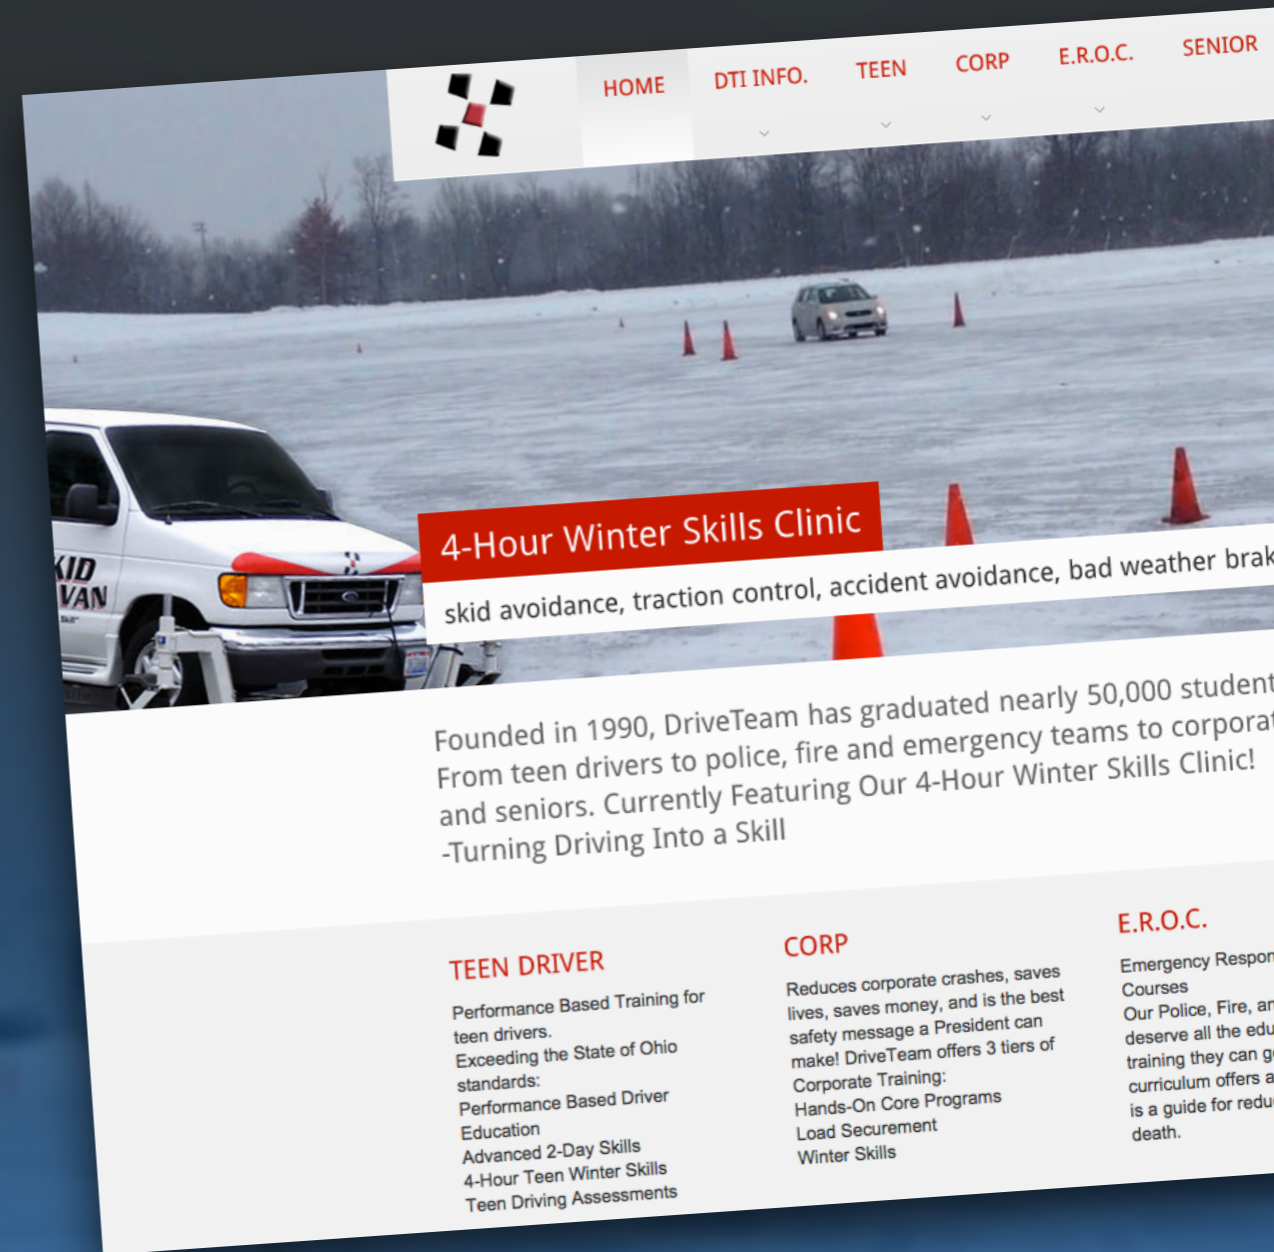 HOME DTI INFO. TEEN CORP E.R.O.C. SENIOR
KID
VAN
4-Hour Winter Skills Clinic
skid avoidance, traction control, accident avoidance, bad weather brak
Founded in 1990, DriveTeam has graduated nearly 50,000 student
From teen drivers to police, fire and emergency teams to corporat
and seniors. Currently Featuring Our 4-Hour Winter Skills Clinic!
-Turning Driving Into a Skill
TEEN DRIVER
Performance Based Training for
teen drivers.
Exceeding the State of Ohio
standards:
Performance Based Driver
Education
Advanced 2-Day Skills
4-Hour Teen Winter Skills
Teen Driving Assessments
CORP
Reduces corporate crashes, saves
lives, saves money, and is the best
safety message a President can
make! DriveTeam offers 3 tiers of
Corporate Training:
Hands-On Core Programs
Load Securement
Winter Skills
E.R.O.C.
Emergency Respon
Courses
Our Police, Fire, an
deserve all the edu
training they can g
curriculum offers a
is a guide for redu
death.